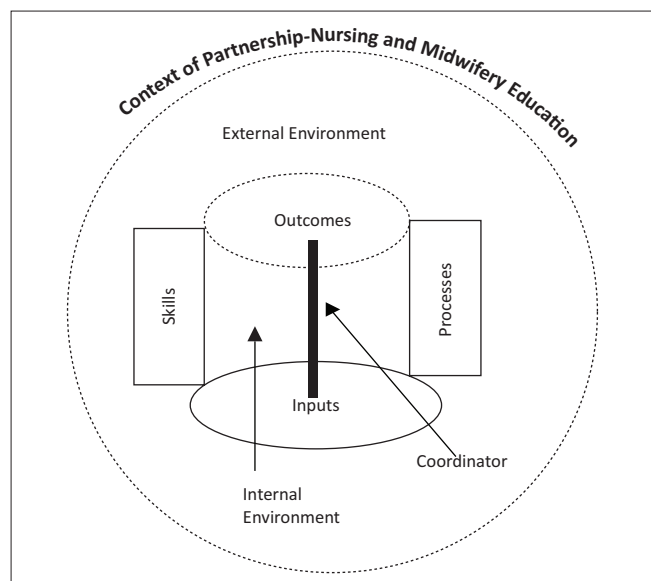 Context of Partnership-Nursing and Midwifery Education
External Environment
Outcomes
Skills
Processes
Inputs
Coordinator
Internal
Environment